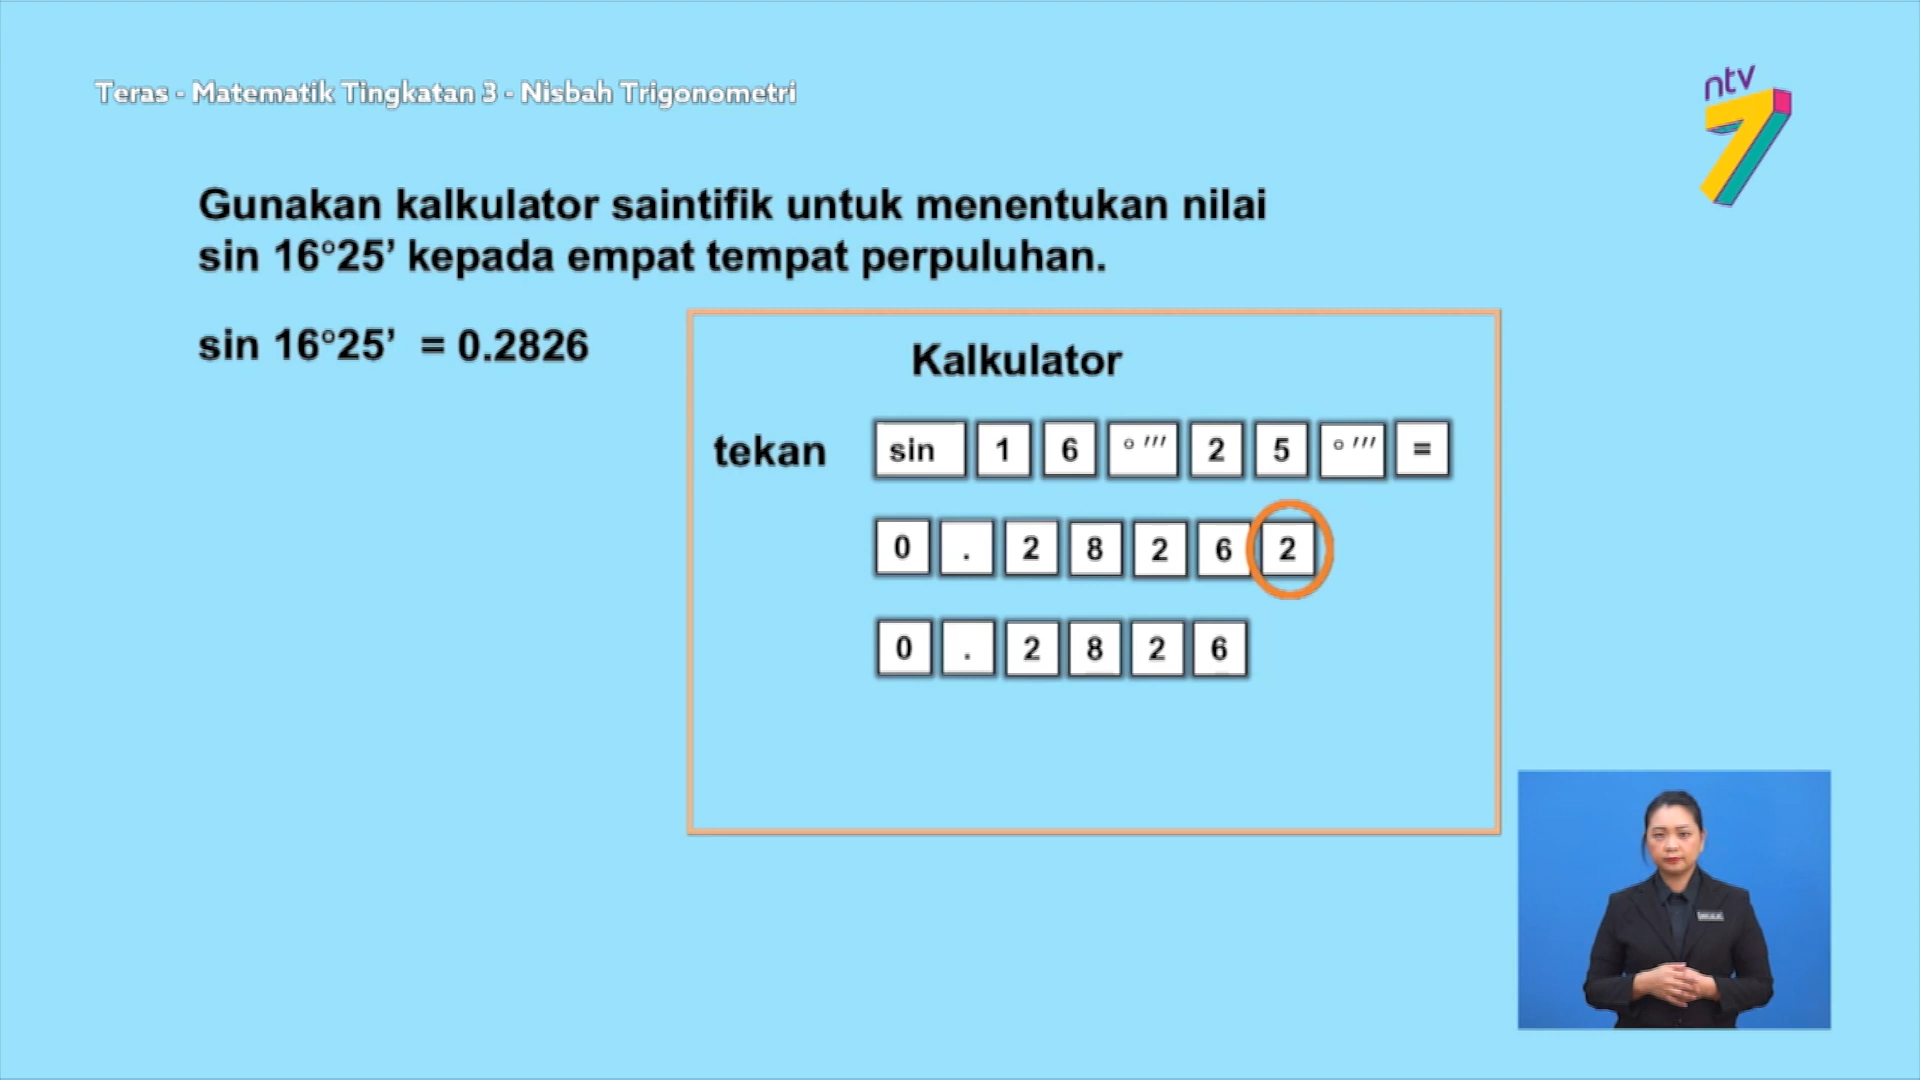 Teras - Matematik Tingkatan 3 - Nisbah Trigonometri
ntv
7
Gunakan kalkulator saintifik untuk menentukan nilai
sin 16°25’ kepada empat tempat perpuluhan.
sin 16°25’ = 0.2826
Kalkulator
tekan sin 1 6 ° ′″ 2 5 ° ′″ =
0 . 2 8 2 6 2
0 . 2 8 2 6